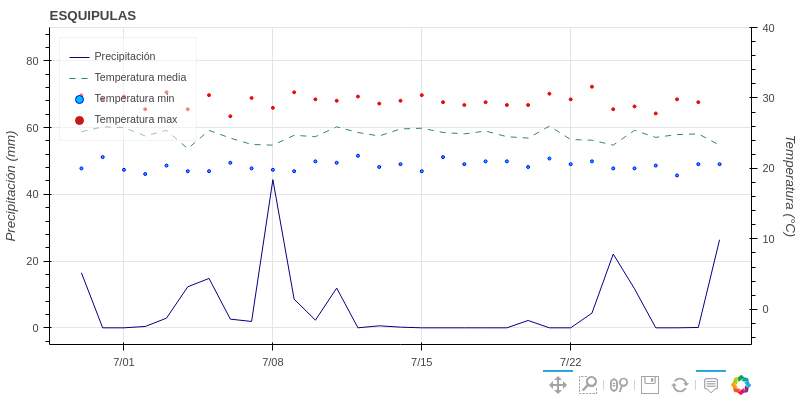 ESQUIPULAS
Precipitación
Temperatura media
Temperatura min
Temperatura max
Precipitación (mm)
80
60
40
20
0
Temperatura (°C)
40
30
20
10
0
7/01
7/08
7/15
7/22